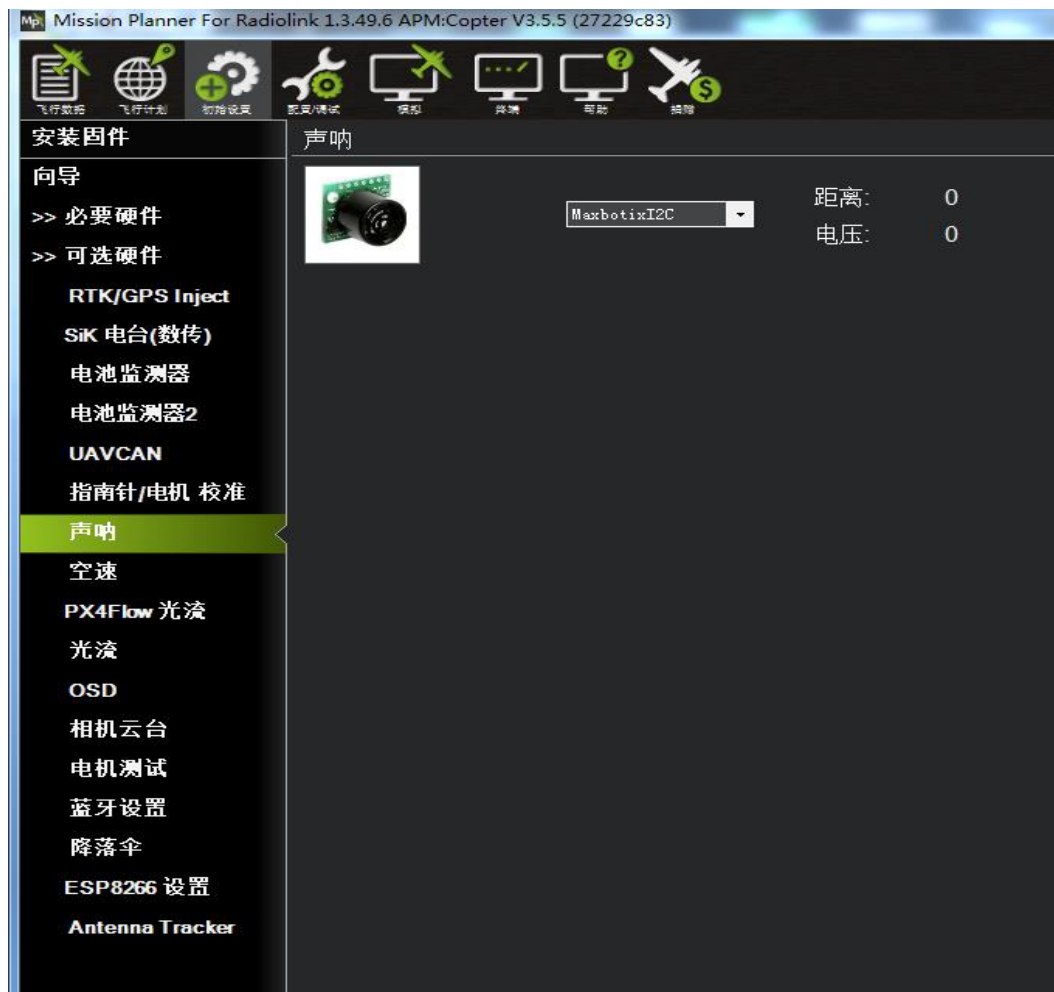 Mission Planner For Radiolink 1.3.49.6 APM:Copter V3.5.5 (27229c83)
飞行数据 飞行计划 初始设置 配置/调试 模拟 终端 帮助 捐赠
安装固件
声呐
向导
>> 必要硬件
>> 可选硬件
MaxbotixI2C
距离: 0
电压: 0
RTK/GPS Inject
SiK 电台(数传)
电池监测器
电池监测器2
UAVCAN
指南针/电机 校准
声呐
空速
PX4Flow 光流
光流
OSD
相机云台
电机测试
蓝牙设置
降落伞
ESP8266 设置
Antenna Tracker